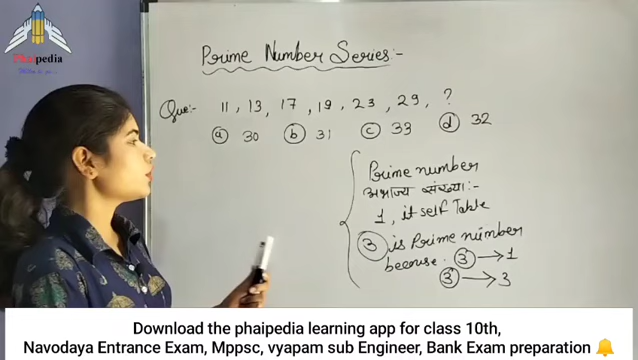 Phaipedia
Prime Number Series:-
Que:- 11, 13, 17, 19, 23, 29, ?
(a) 30 (b) 31 (c) 33 (d) 32
Prime number
अभाज्य संख्या:-
1, it self Table
3 is Prime number
becuse. 3 → 1
3 → 3
Download the phaipedia learning app for class 10th,
Navodaya Entrance Exam, Mppsc, vyapam sub Engineer, Bank Exam preparation 🔔